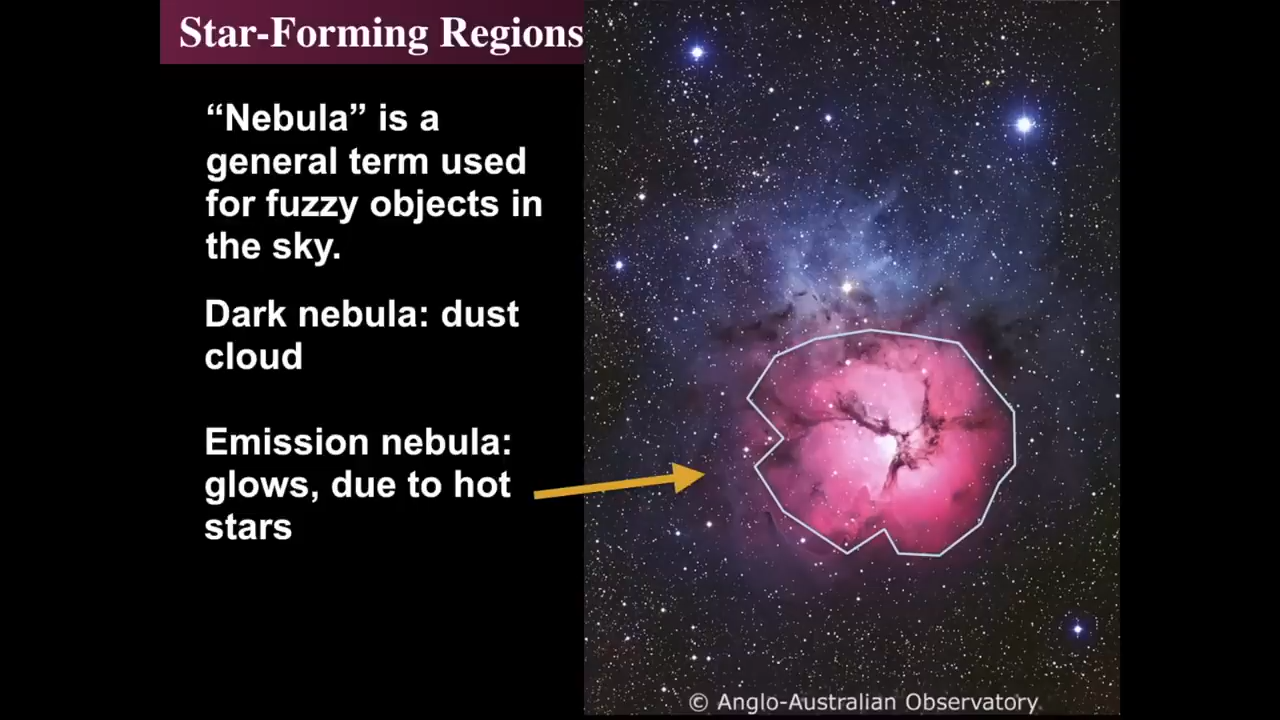 Star-Forming Regions
“Nebula” is a
general term used
for fuzzy objects in
the sky.
Dark nebula: dust
cloud
Emission nebula:
glows, due to hot
stars
© Anglo-Australian Observatory